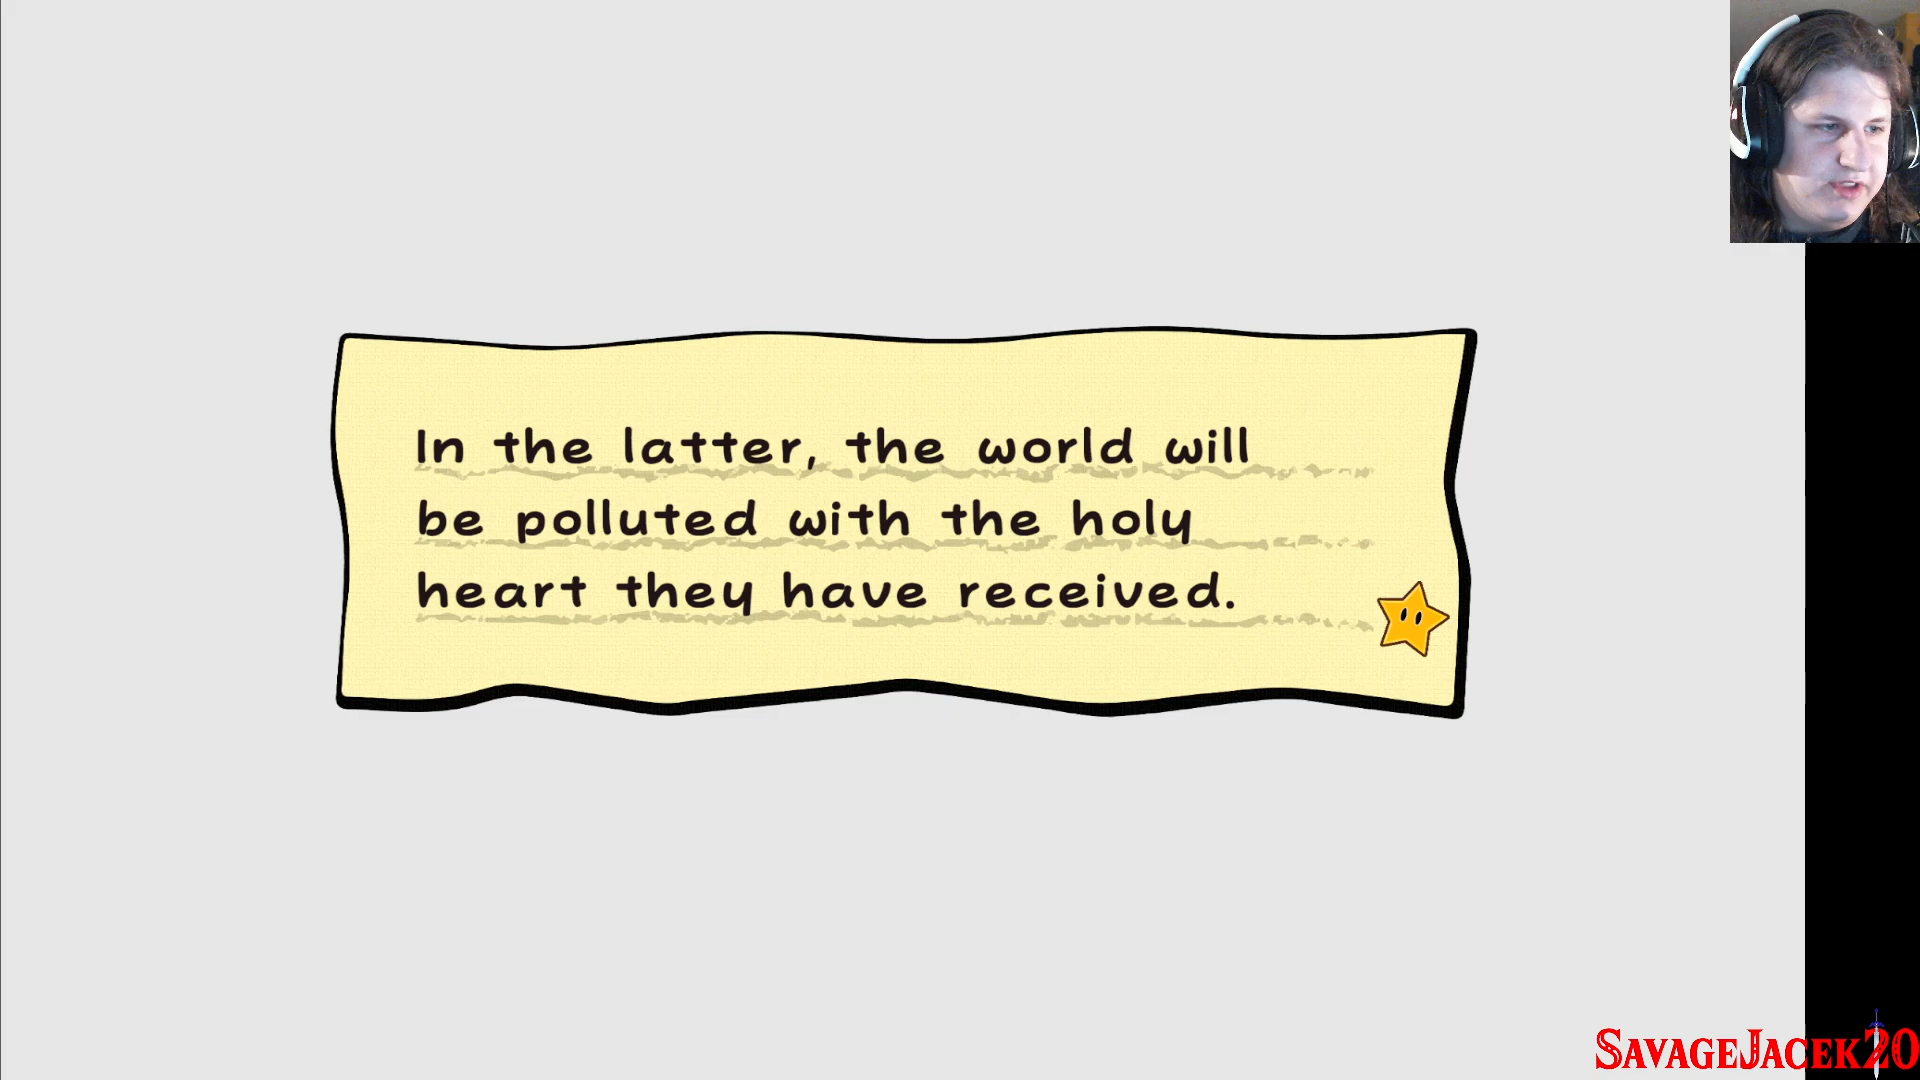 In the latter, the world will
be polluted with the holy
heart they have received.
SavageJacek20